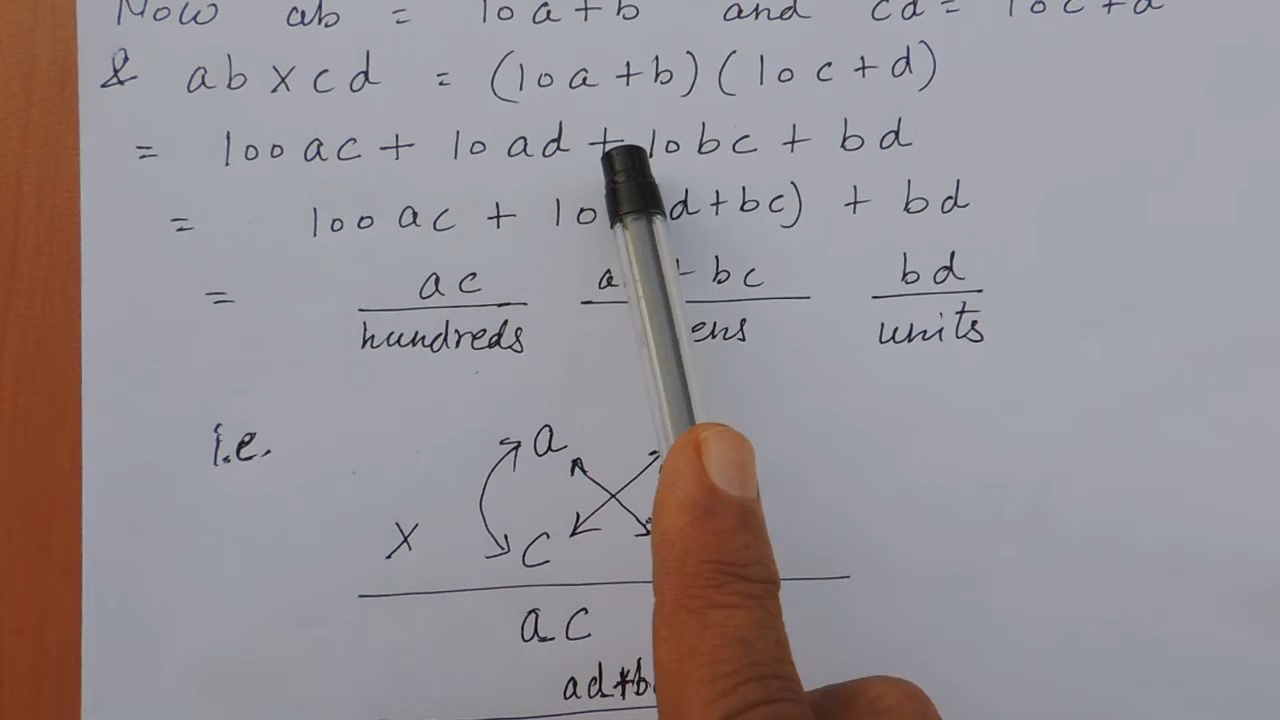 Now ab = 10a+b and cd = 10c+d
& ab x cd = (10a+b)(10c+d)
= 100ac + 10ad + 10bc + bd
= 100ac + 10 d+bc) + bd
= ac a + bc bd
hundreds ens units
i.e.
a
X C
ac
ad+b